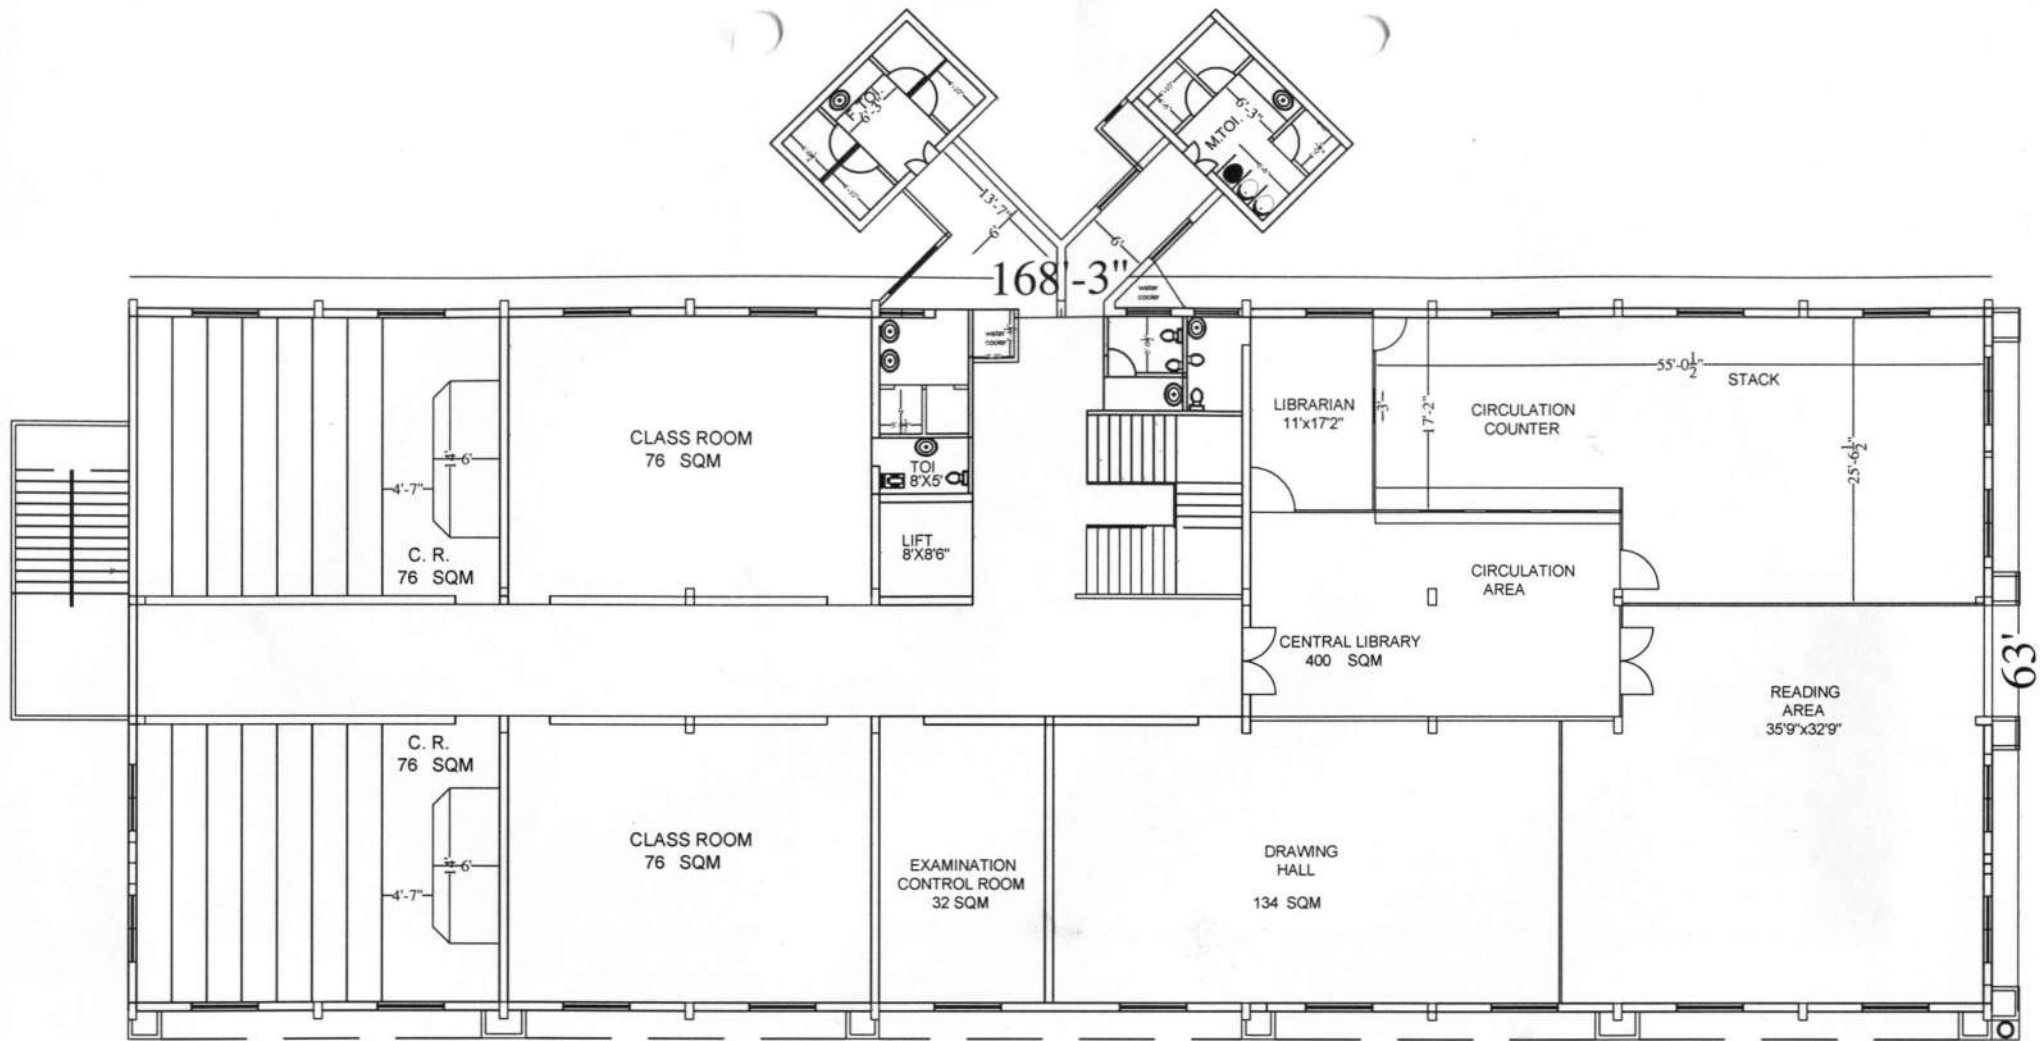 F. TOI.
6'-3"
13'-7"
6'
M.TOI.
6'-3"
6'
168'-3"
water
cooler
water
cooler
55'-0½"
STACK
17'-2"
3'
25'-6½"
LIBRARIAN
11'x17'2"
CIRCULATION
COUNTER
CLASS ROOM
76 SQM
14'-6"
4'-7"
C. R.
76 SQM
TOI
8'X5'
LIFT
8'X8'6"
CIRCULATION
AREA
CENTRAL LIBRARY
400 SQM
63'
READING
AREA
35'9"x32'9"
C. R.
76 SQM
14'-6"
4'-7"
CLASS ROOM
76 SQM
EXAMINATION
CONTROL ROOM
32 SQM
DRAWING
HALL
134 SQM